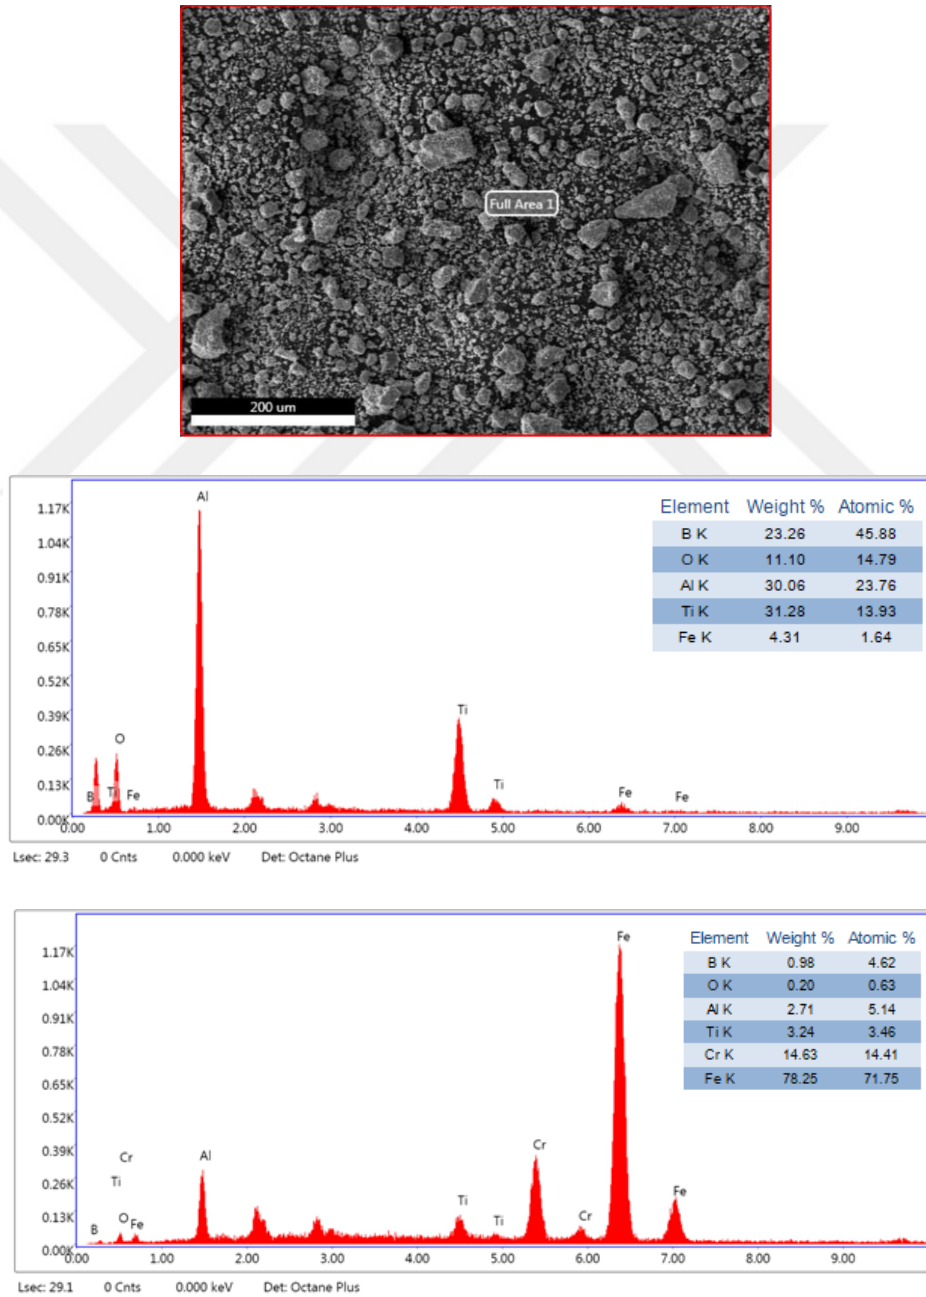 Full Area 1
200 um
Element Weight % Atomic %
B K 23.26 45.88
O K 11.10 14.79
Al K 30.06 23.76
Ti K 31.28 13.93
Fe K 4.31 1.64
1.17K
1.04K
0.91K
0.78K
0.65K
0.52K
0.39K
0.26K
0.13K
0.00K
Al
O
B Ti Fe
Ti
Ti
Fe Fe
0.00 1.00 2.00 3.00 4.00 5.00 6.00 7.00 8.00 9.00
Lsec: 29.3 0 Cnts 0.000 keV Det: Octane Plus
Element Weight % Atomic %
B K 0.98 4.62
O K 0.20 0.63
Al K 2.71 5.14
Ti K 3.24 3.46
Cr K 14.63 14.41
Fe K 78.25 71.75
1.17K
1.04K
0.91K
0.78K
0.65K
0.52K
0.39K
0.26K
0.13K
0.00K
Fe
Cr
Cr
Al
Ti
Ti Ti Cr Fe
B O Fe
0.00 1.00 2.00 3.00 4.00 5.00 6.00 7.00 8.00 9.00
Lsec: 29.1 0 Cnts 0.000 keV Det: Octane Plus